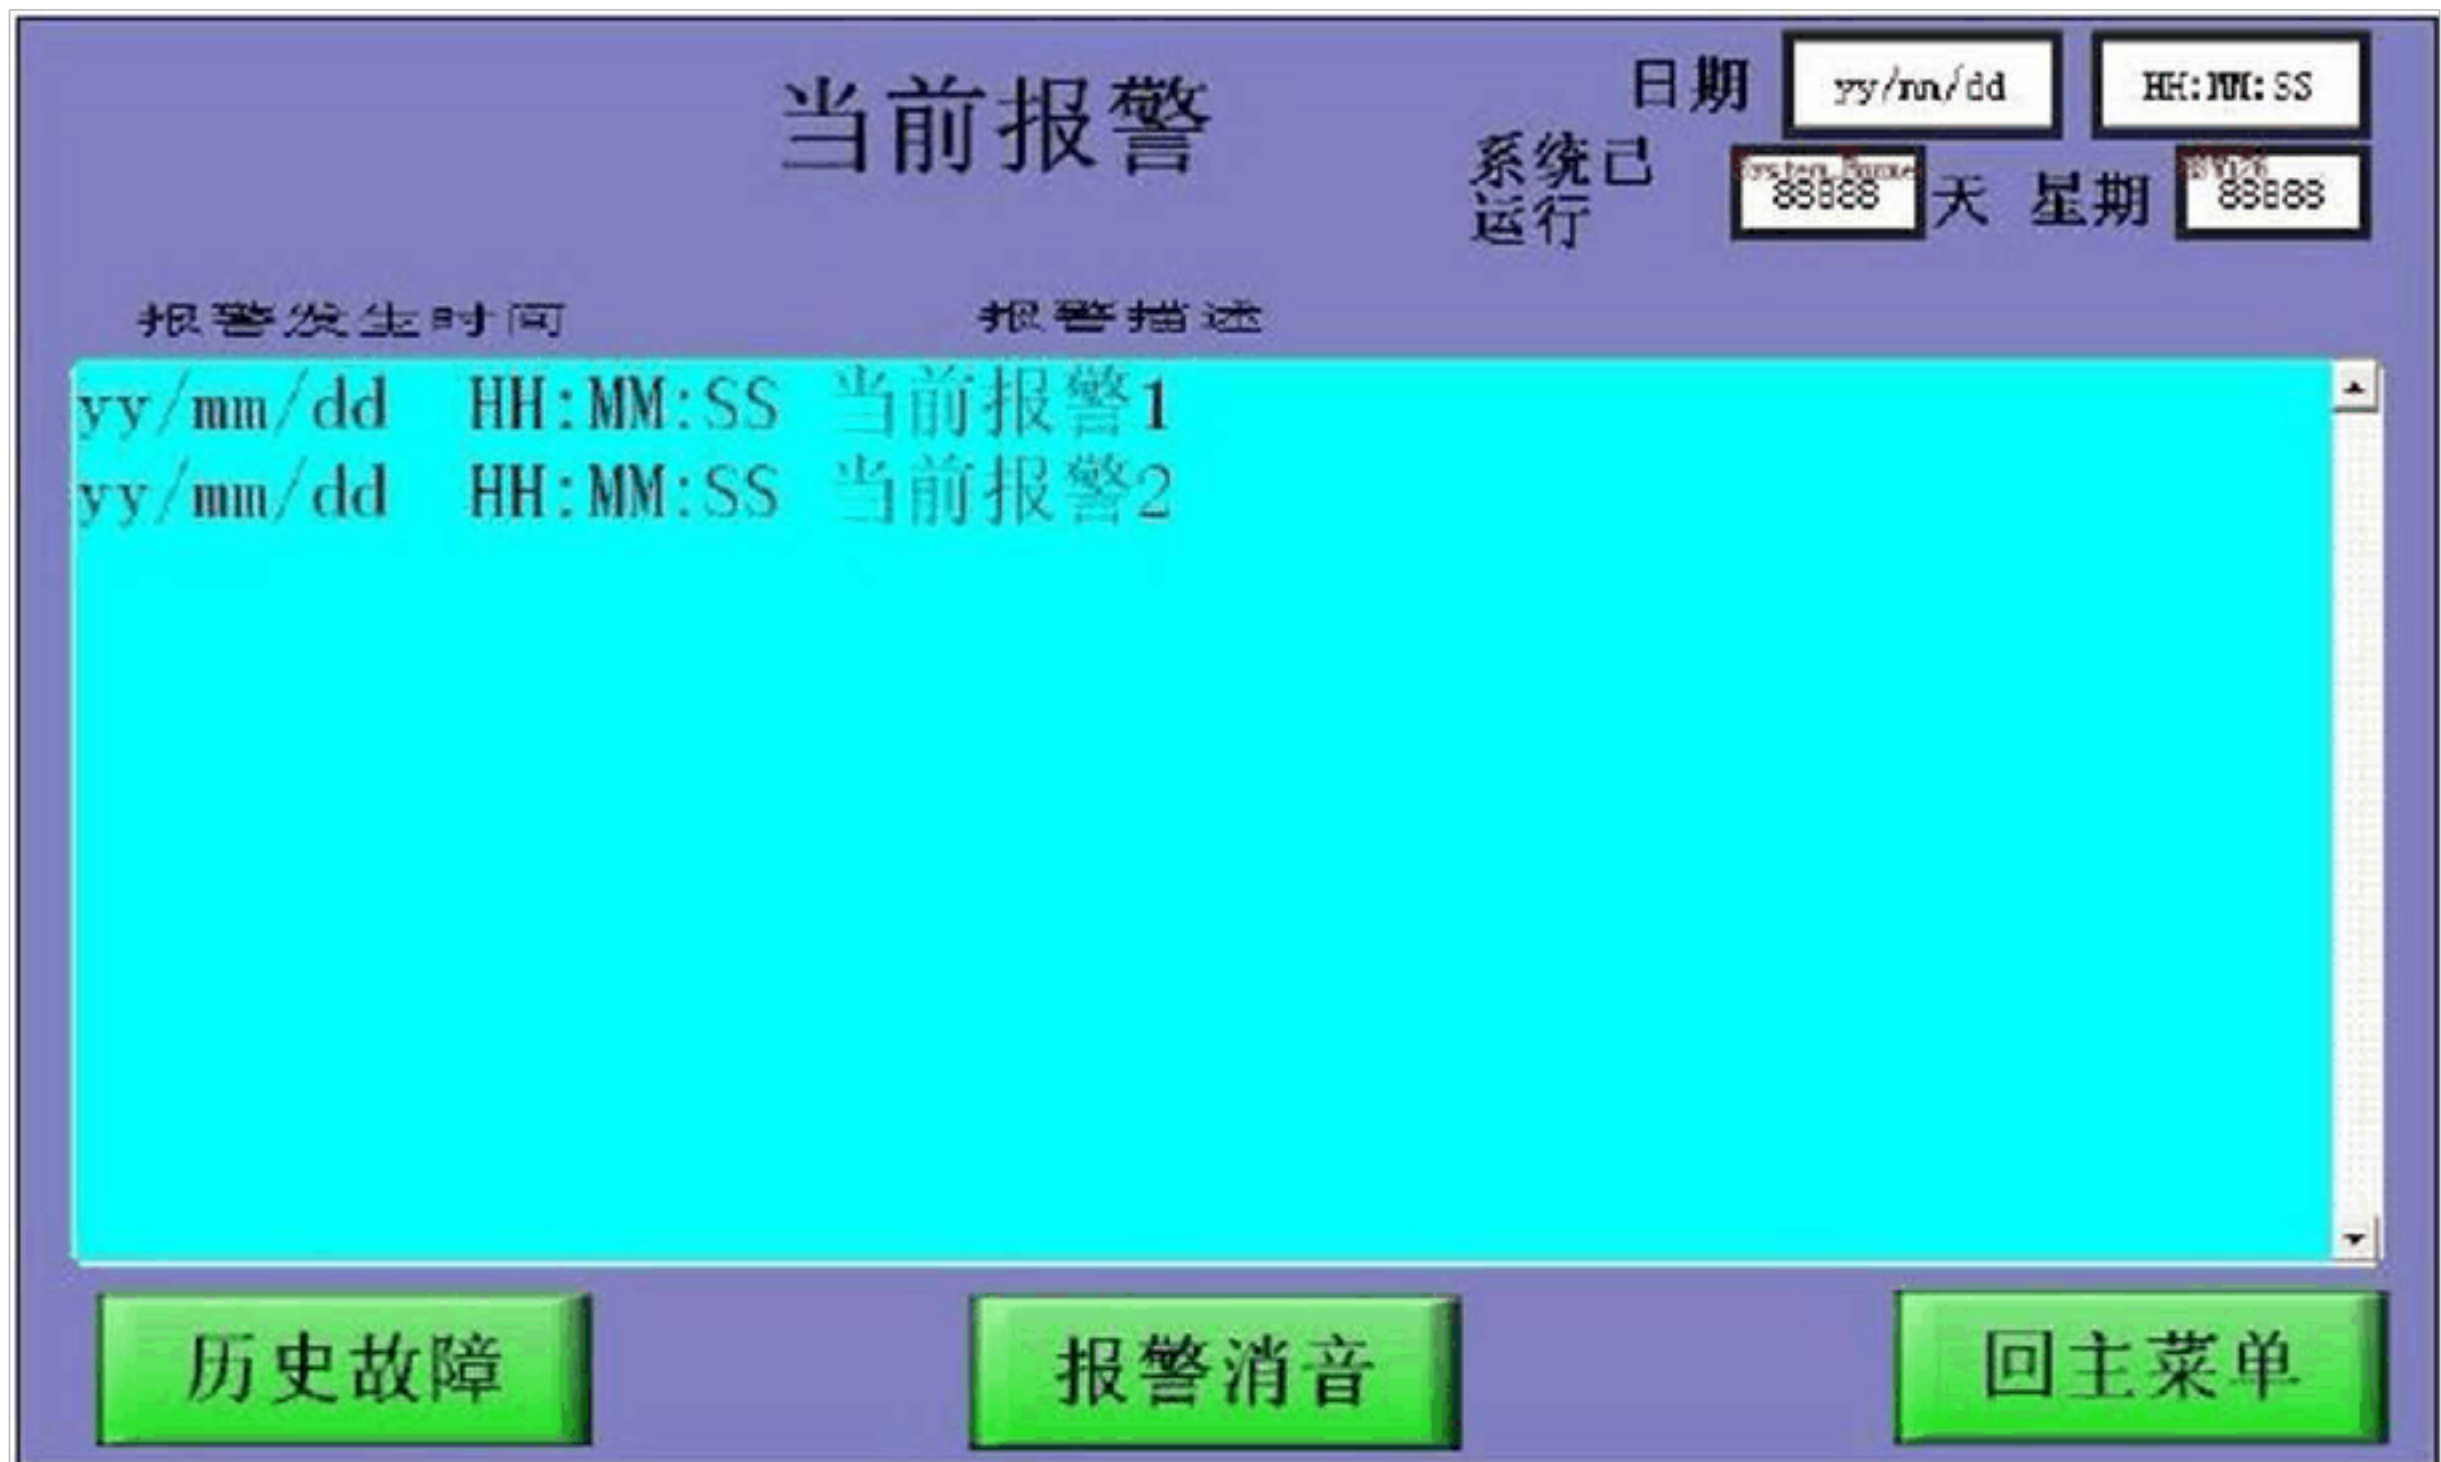 当前报警
日期 yy/mm/dd HH:MM:SS
系统己
运行 88888 天 星期 88888
报警发生时间 报警描述
yy/mm/dd HH:MM:SS 当前报警1
yy/mm/dd HH:MM:SS 当前报警2
历史故障 报警消音 回主菜单